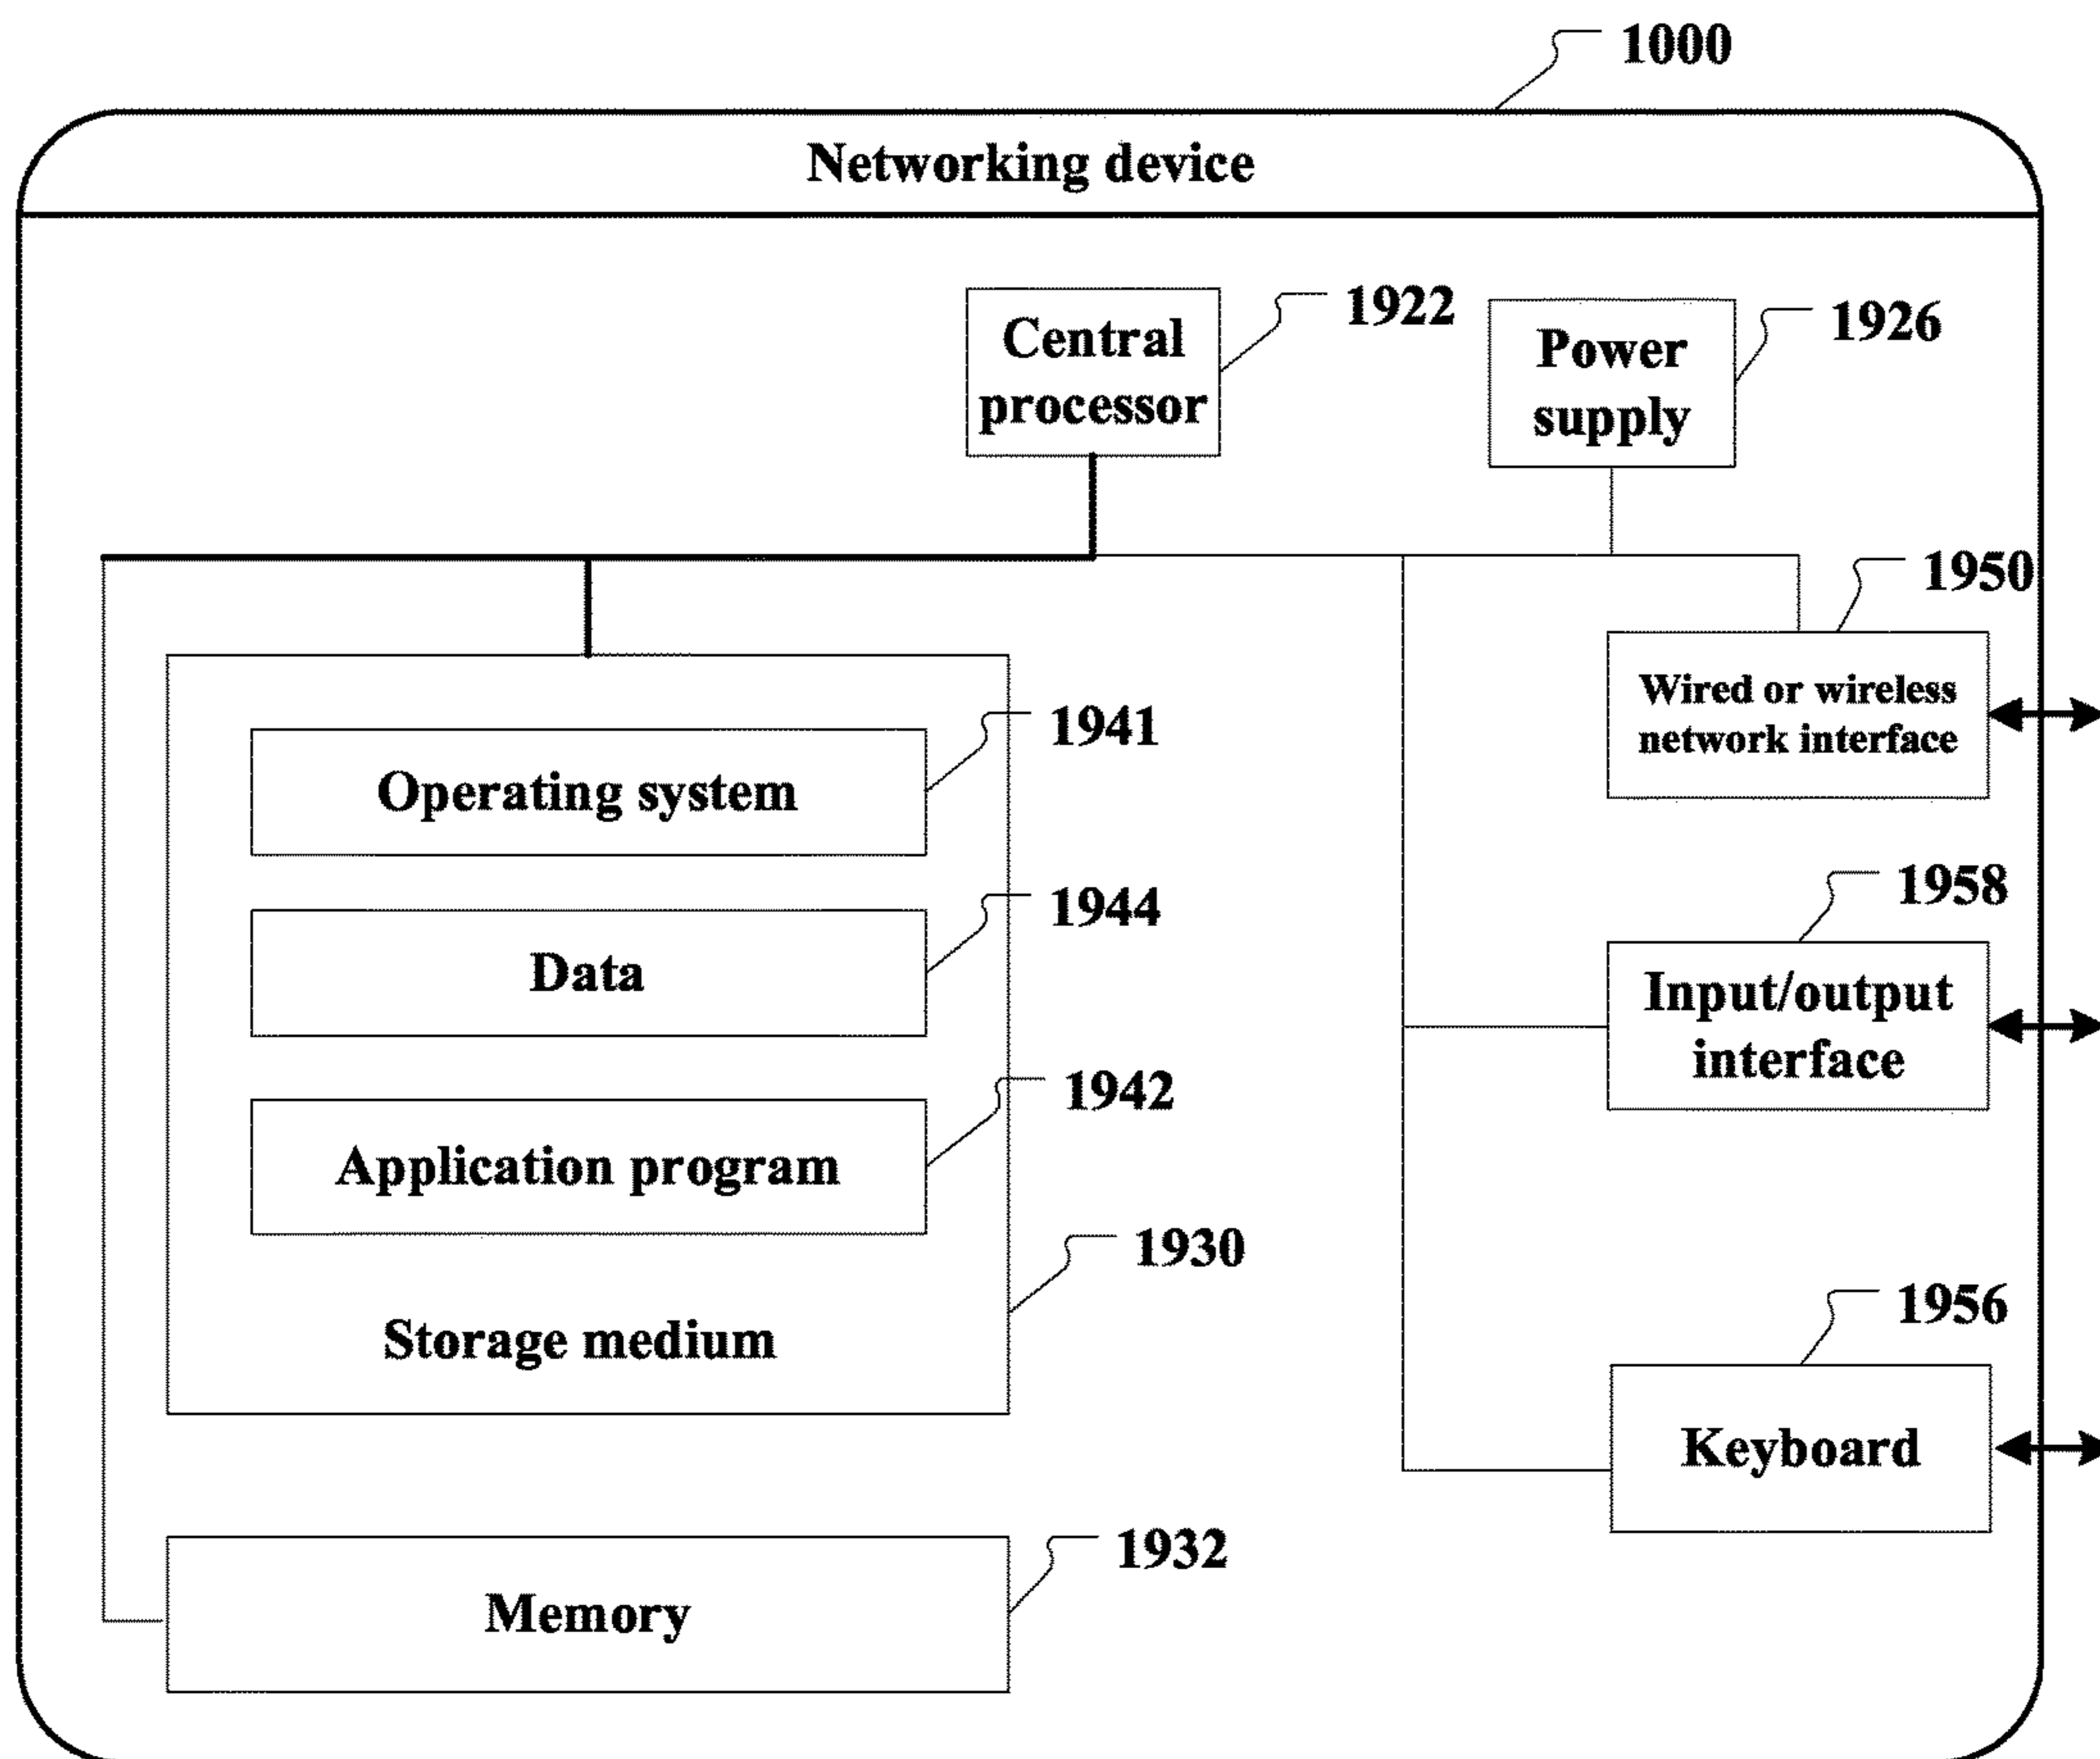 1000
Networking device
Central
processor
1922
Power
supply
1926
1950
Wired or wireless
network interface
1941
Operating system
1944
Data
1942
Application program
1930
Storage medium
1958
Input/output
interface
1956
Keyboard
1932
Memory